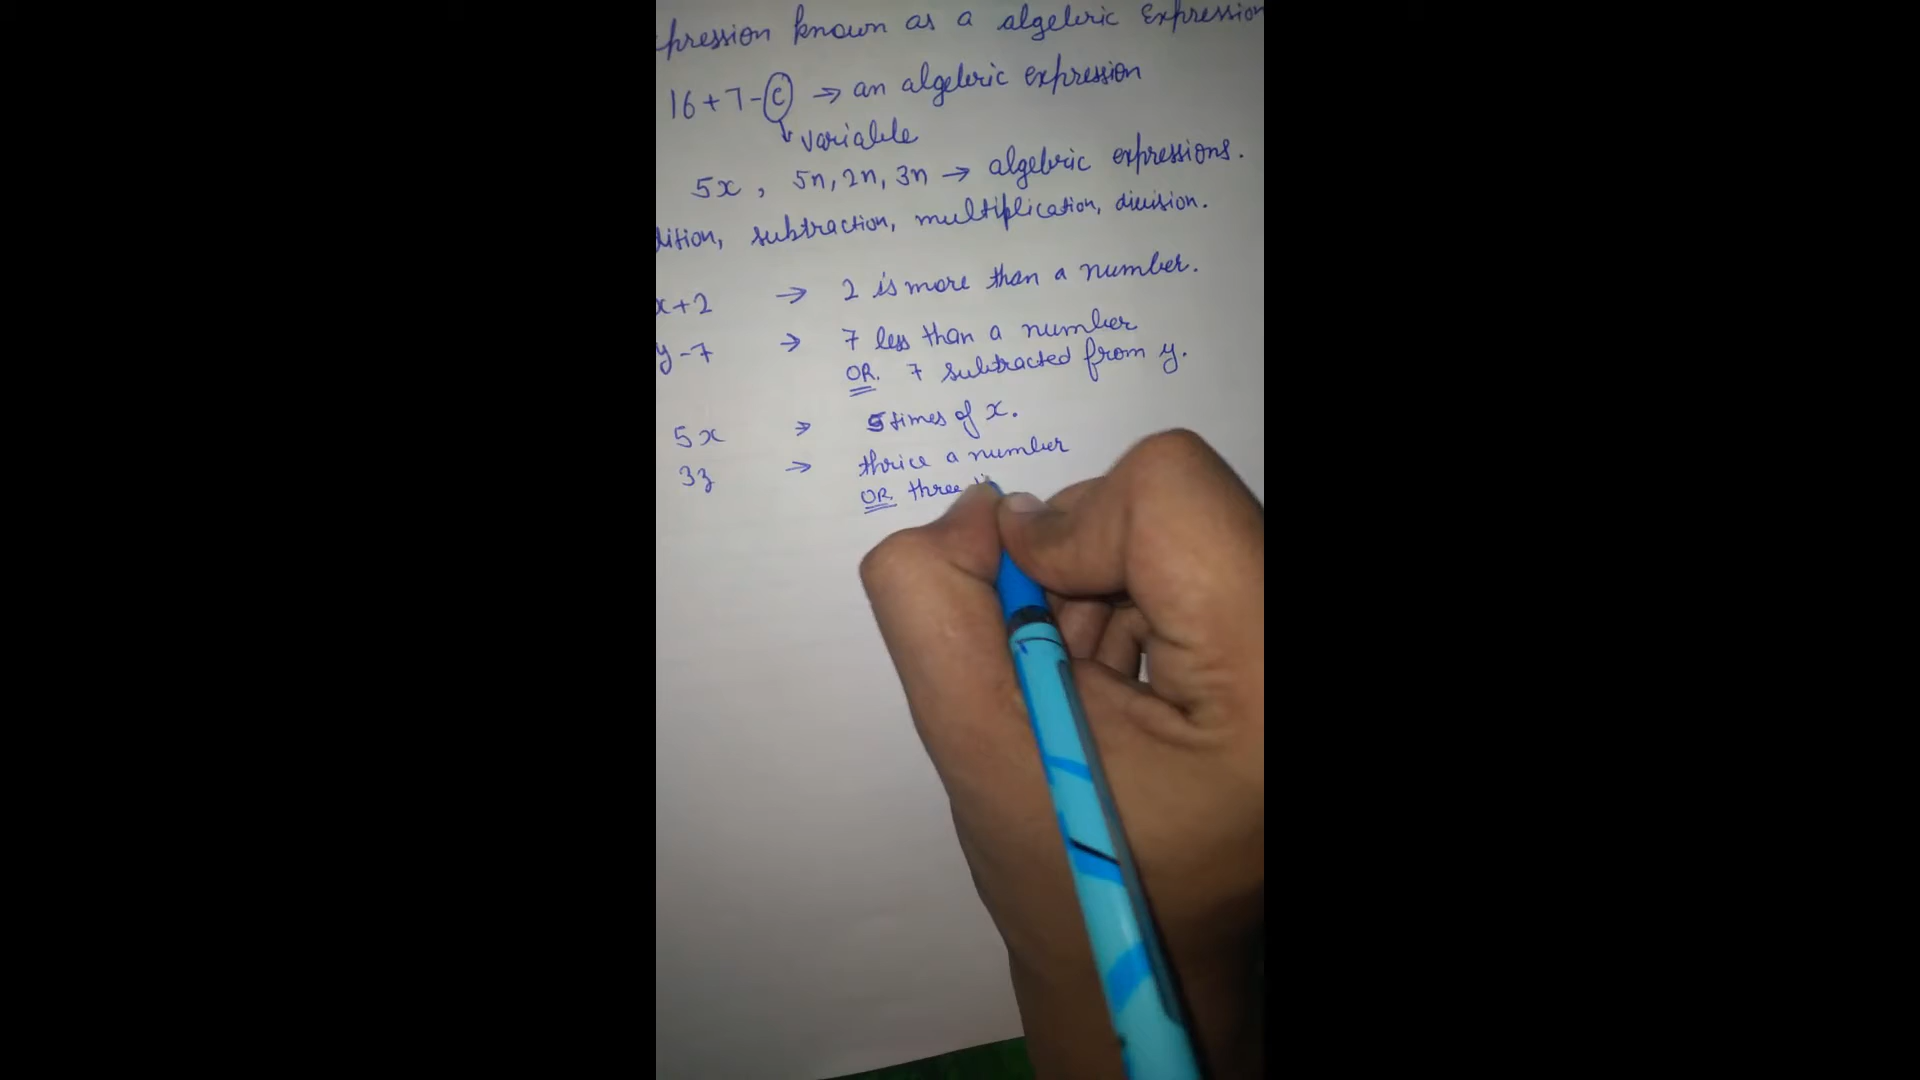 pression known as a algebric Expression
16+7-c → an algebric expression
variable
5x, 5n, 2n, 3n → algebric expressions.
dition, subtraction, multiplication, division.
x+2 → 2 is more than a number.
y-7 → 7 less than a number
OR. 7 subtracted from y.
5x → 5 times of x.
3z → thrice a number
OR. three